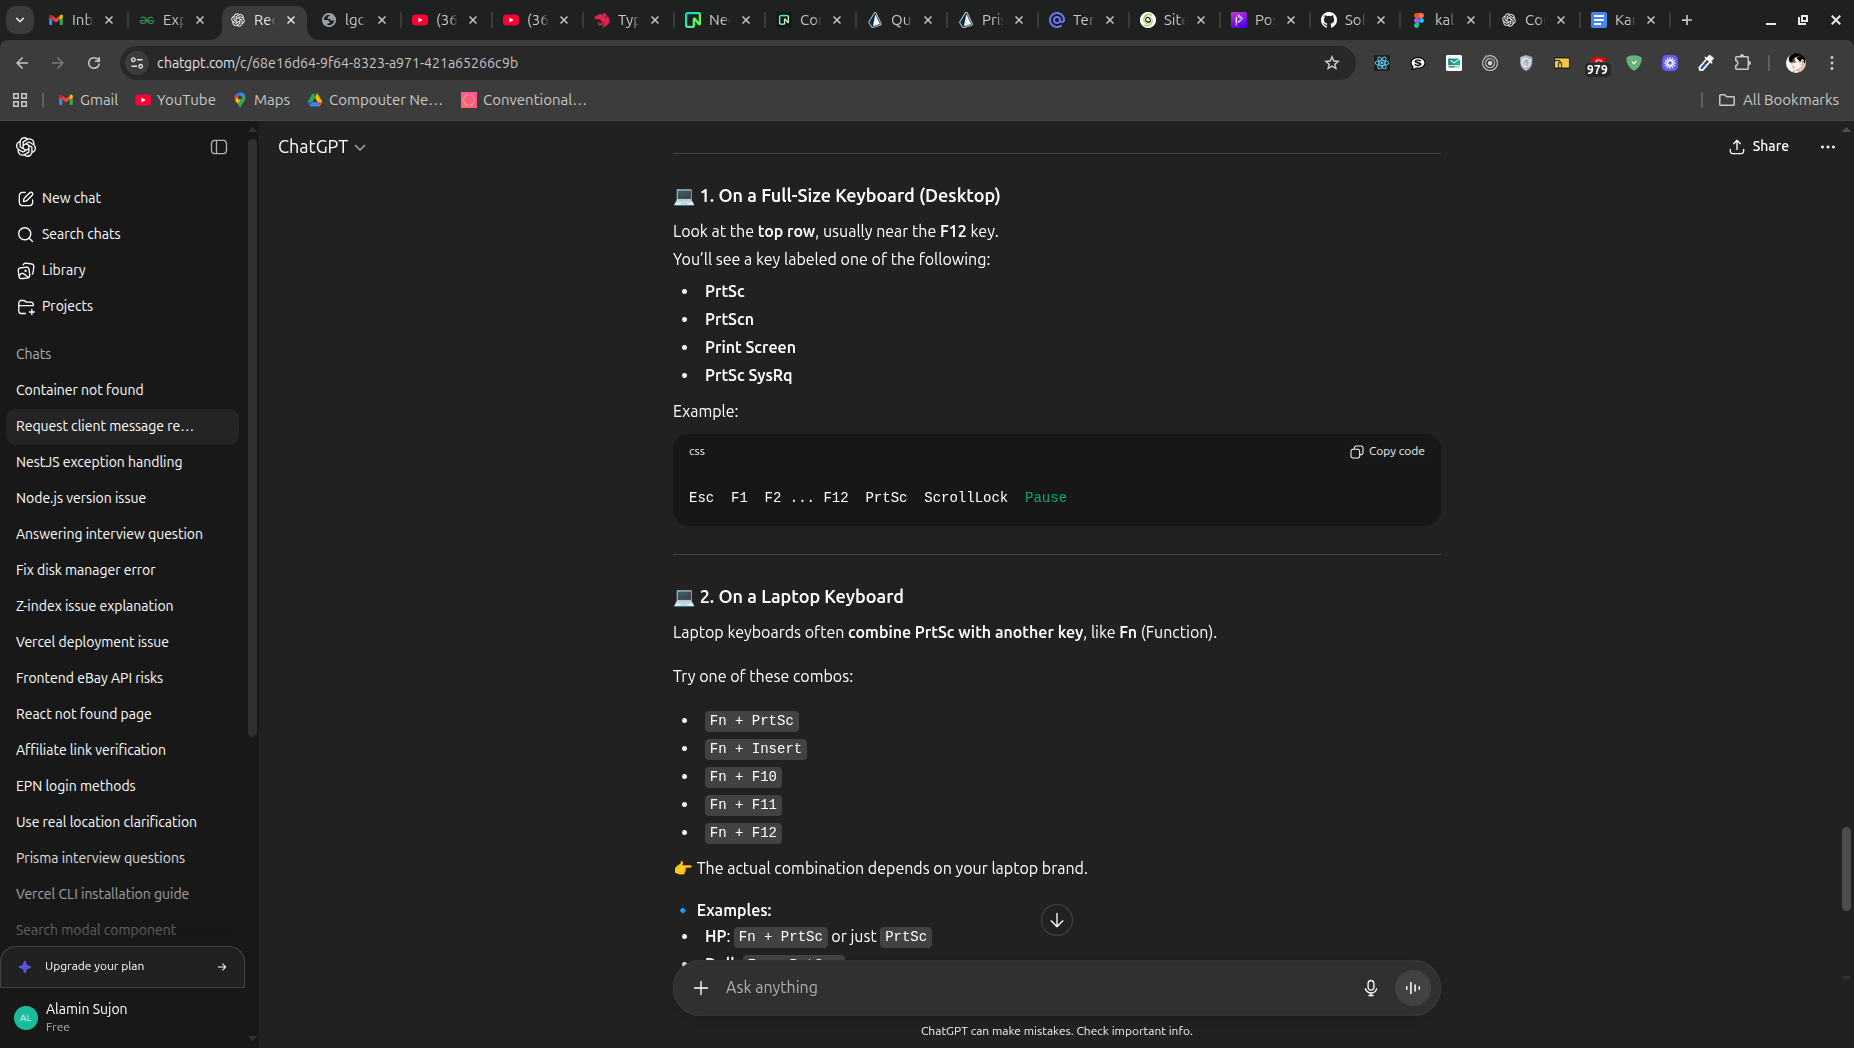 Inb
Exp
Rec
lgc
(36
(36
Typ
Ne
Co
Qu
Pris
Ter
Site
Po
Sol
kal
Co
Kar
chatgpt.com/c/68e16d64-9f64-8323-a971-421a65266c9b
979
Gmail
YouTube
Maps
Compouter Ne…
Conventional…
All Bookmarks
ChatGPT
Share
New chat
Search chats
Library
Projects
Chats
Container not found
Request client message re…
NestJS exception handling
Node.js version issue
Answering interview question
Fix disk manager error
Z-index issue explanation
Vercel deployment issue
Frontend eBay API risks
React not found page
Affiliate link verification
EPN login methods
Use real location clarification
Prisma interview questions
Vercel CLI installation guide
Search modal component
Upgrade your plan
AL
Alamin Sujon
Free
1. On a Full-Size Keyboard (Desktop)
Look at the top row, usually near the F12 key.
You'll see a key labeled one of the following:
• PrtSc
• PrtScn
• Print Screen
• PrtSc SysRq
Example:
css
Copy code
Esc F1 F2 ... F12 PrtSc ScrollLock Pause
2. On a Laptop Keyboard
Laptop keyboards often combine PrtSc with another key, like Fn (Function).
Try one of these combos:
• Fn + PrtSc
• Fn + Insert
• Fn + F10
• Fn + F11
• Fn + F12
👉 The actual combination depends on your laptop brand.
🔹 Examples:
• HP: Fn + PrtSc or just PrtSc
Ask anything
ChatGPT can make mistakes. Check important info.